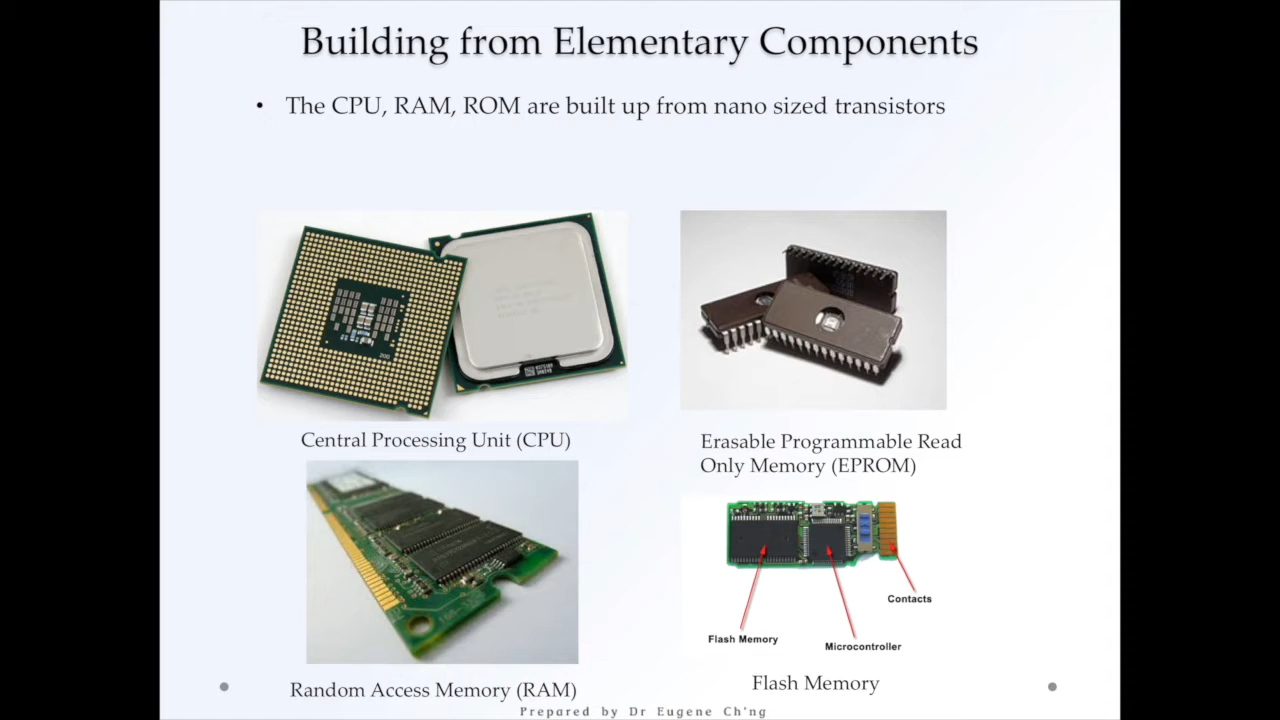 Building from Elementary Components
• The CPU, RAM, ROM are built up from nano sized transistors
200
Central Processing Unit (CPU)
Erasable Programmable Read
Only Memory (EPROM)
Contacts
Flash Memory
Microcontroller
Random Access Memory (RAM)
Flash Memory
Prepared by Dr Eugene Ch'ng